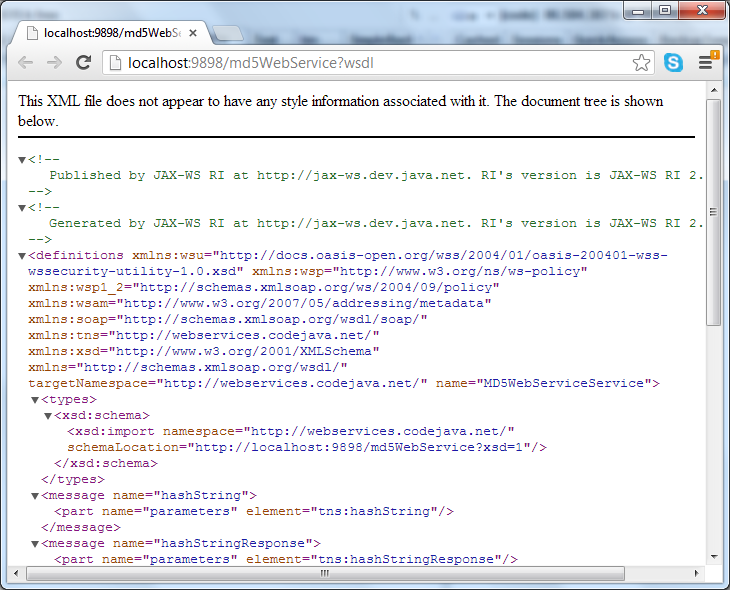 localhost:9898/md5WebSe
localhost:9898/md5WebService?wsdl
This XML file does not appear to have any style information associated with it. The document tree is shown
below.
<!--
Published by JAX-WS RI at http://jax-ws.dev.java.net. RI's version is JAX-WS RI 2.
-->
<!--
Generated by JAX-WS RI at http://jax-ws.dev.java.net. RI's version is JAX-WS RI 2.
-->
<definitions xmlns:wsu="http://docs.oasis-open.org/wss/2004/01/oasis-200401-wss-
wssecurity-utility-1.0.xsd" xmlns:wsp="http://www.w3.org/ns/ws-policy"
xmlns:wsp1_2="http://schemas.xmlsoap.org/ws/2004/09/policy"
xmlns:wsam="http://www.w3.org/2007/05/addressing/metadata"
xmlns:soap="http://schemas.xmlsoap.org/wsdl/soap/"
xmlns:tns="http://webservices.codejava.net/"
xmlns:xsd="http://www.w3.org/2001/XMLSchema"
xmlns="http://schemas.xmlsoap.org/wsdl/"
targetNamespace="http://webservices.codejava.net/" name="MD5WebServiceService">
<types>
<xsd:schema>
<xsd:import namespace="http://webservices.codejava.net/"
schemaLocation="http://localhost:9898/md5WebService?xsd=1"/>
</xsd:schema>
</types>
<message name="hashString">
<part name="parameters" element="tns:hashString"/>
</message>
<message name="hashStringResponse">
<part name="parameters" element="tns:hashStringResponse"/>